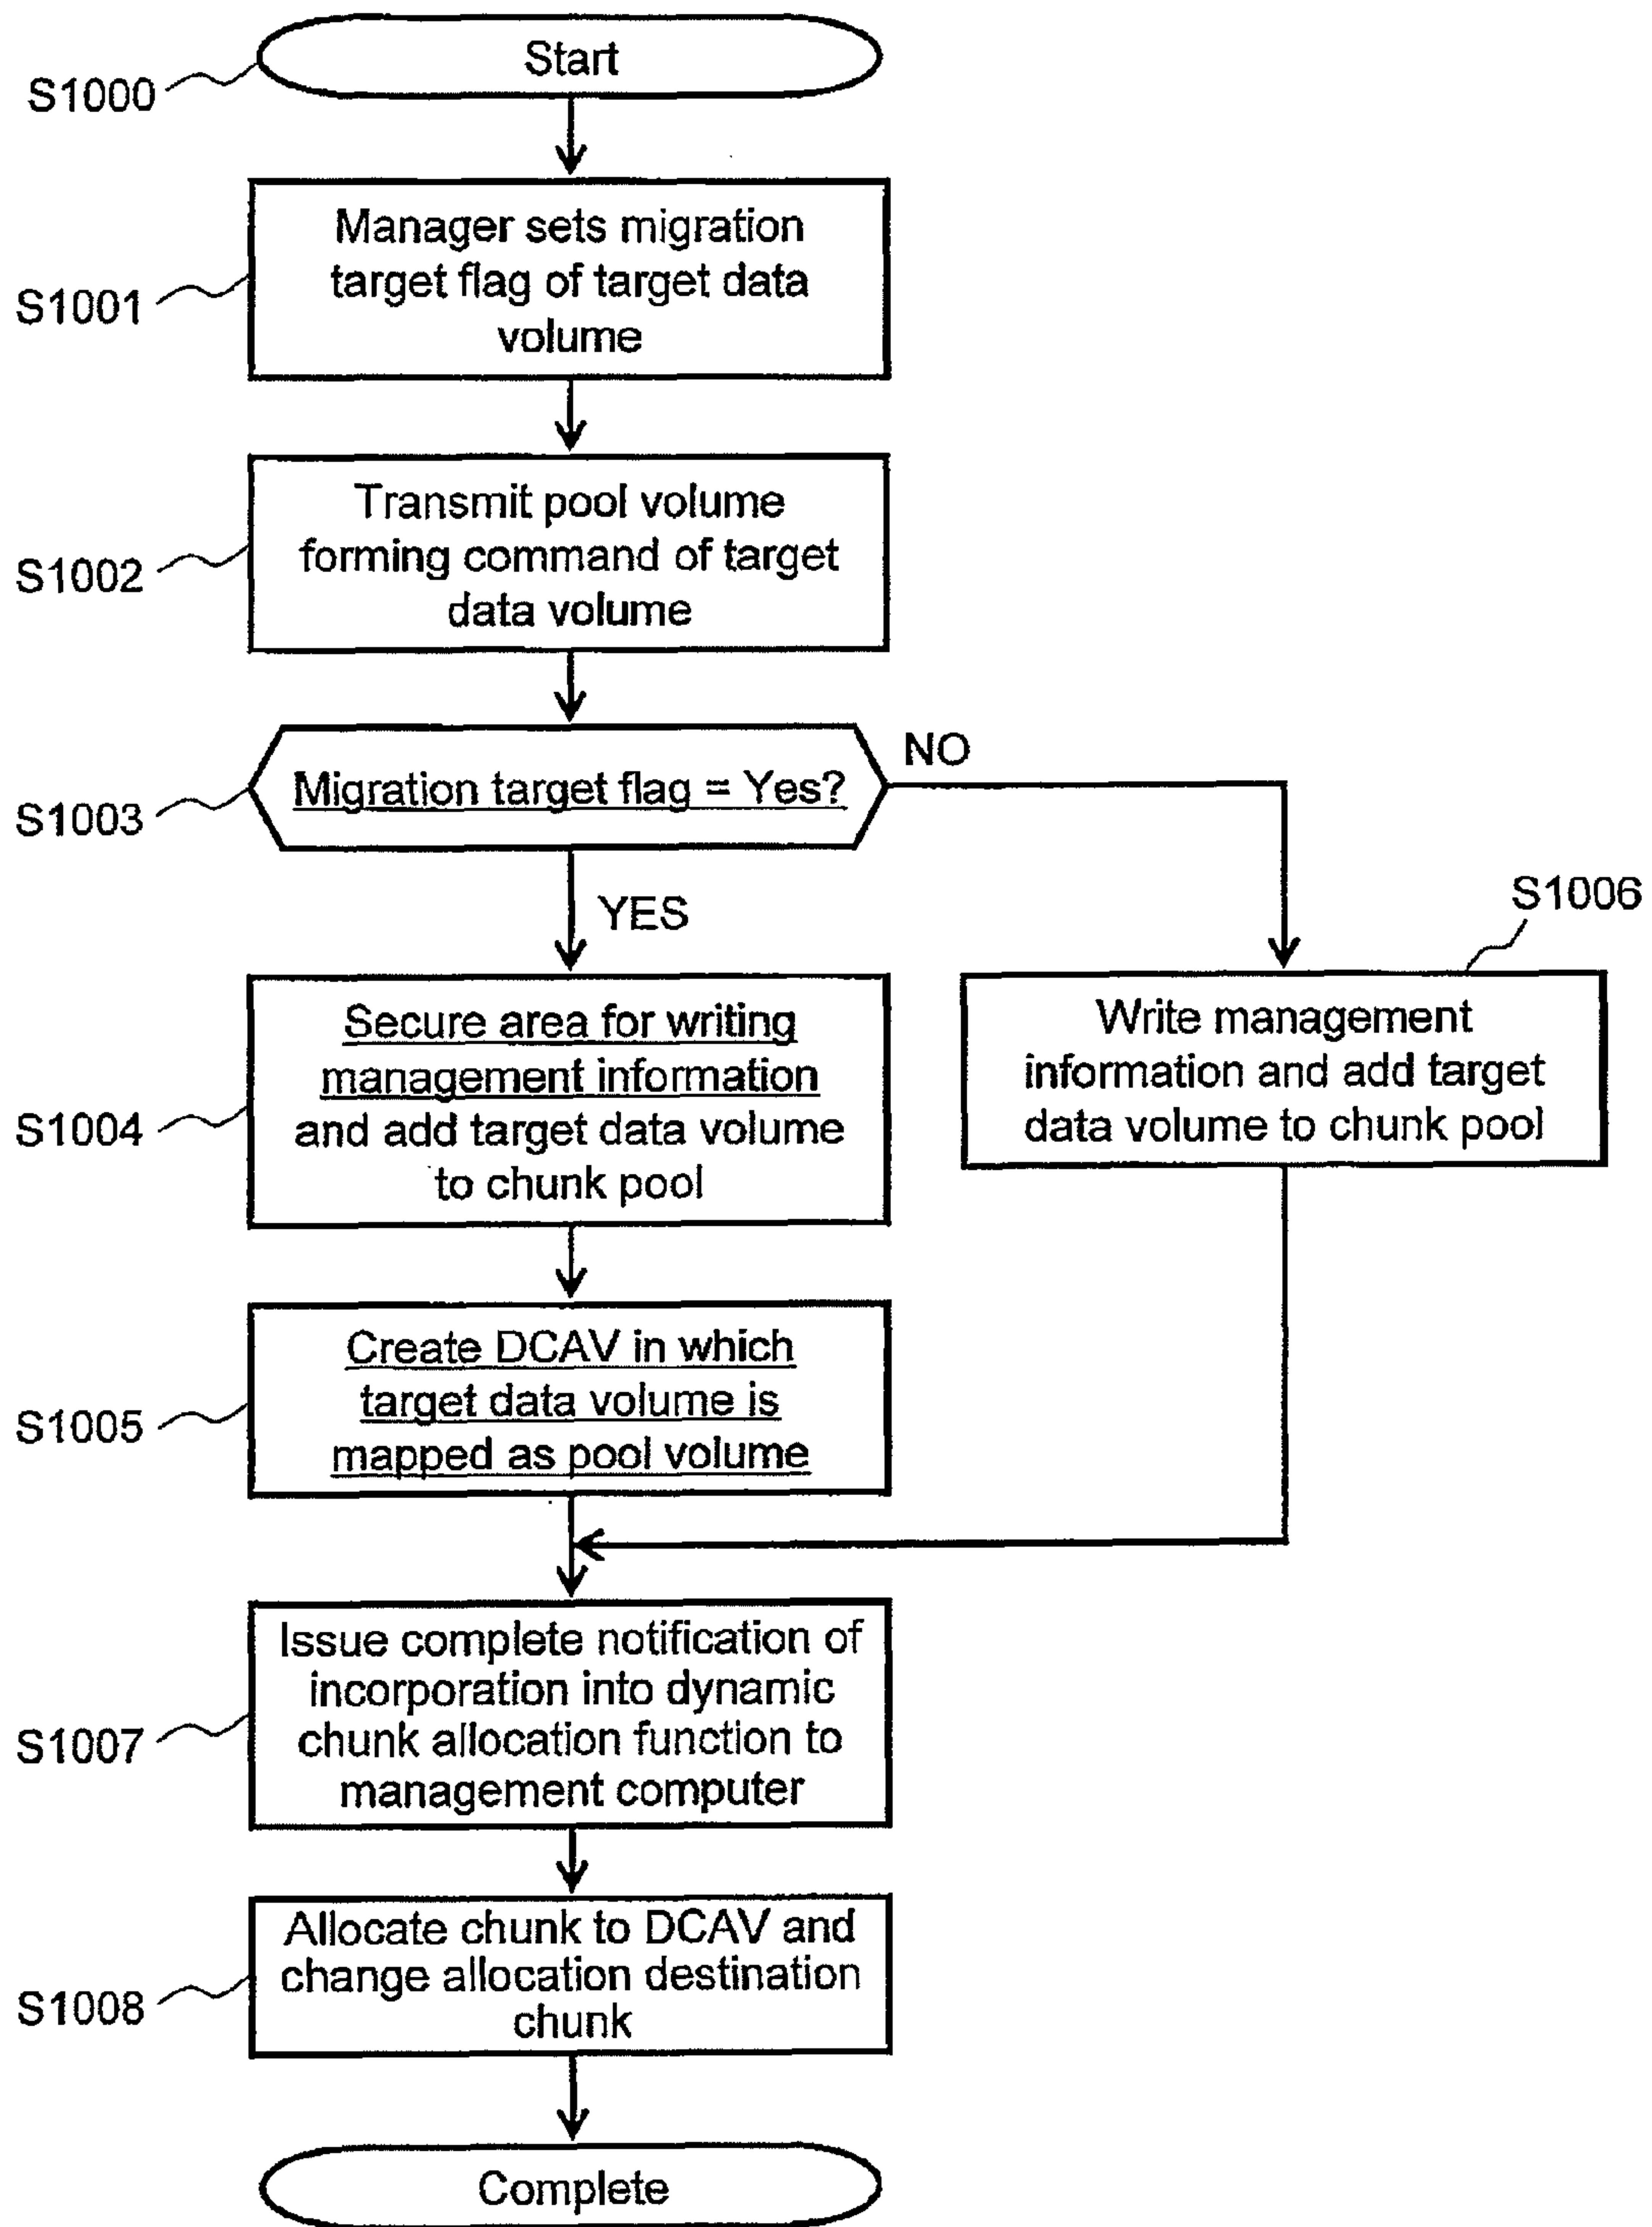 Start
S1000
Manager sets migration
target flag of target data
volume
S1001
Transmit pool volume
forming command of target
data volume
S1002
NO
Migration target flag = Yes?
S1003
YES
S1006
Secure area for writing
management information
and add target data volume
to chunk pool
S1004
Write management
information and add target
data volume to chunk pool
Create DCAV in which
target data volume is
mapped as pool volume
S1005
Issue complete notification of
incorporation into dynamic
chunk allocation function to
management computer
S1007
Allocate chunk to DCAV and
change allocation destination
chunk
S1008
Complete